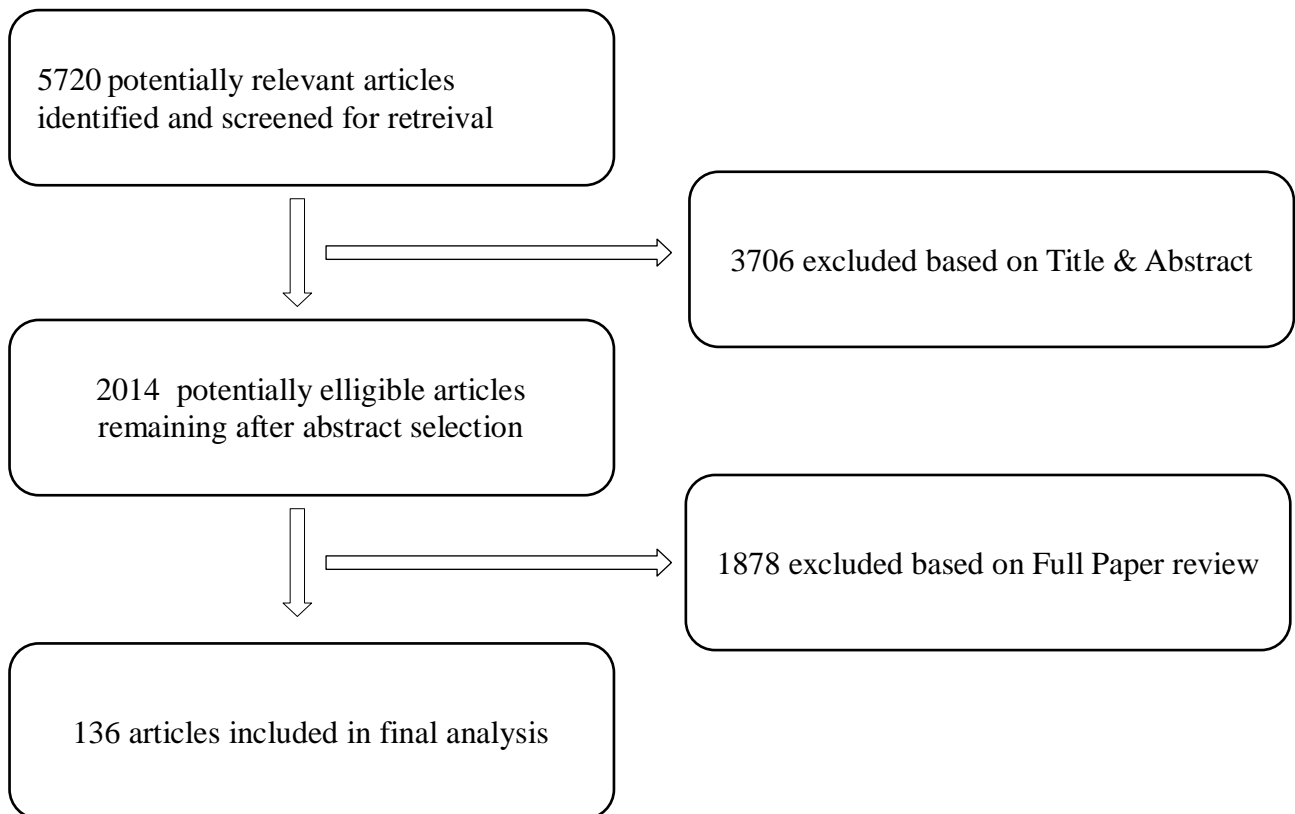 5720 potentially relevant articles
identified and screened for retreival
3706 excluded based on Title & Abstract
2014 potentially elligible articles
remaining after abstract selection
1878 excluded based on Full Paper review
136 articles included in final analysis